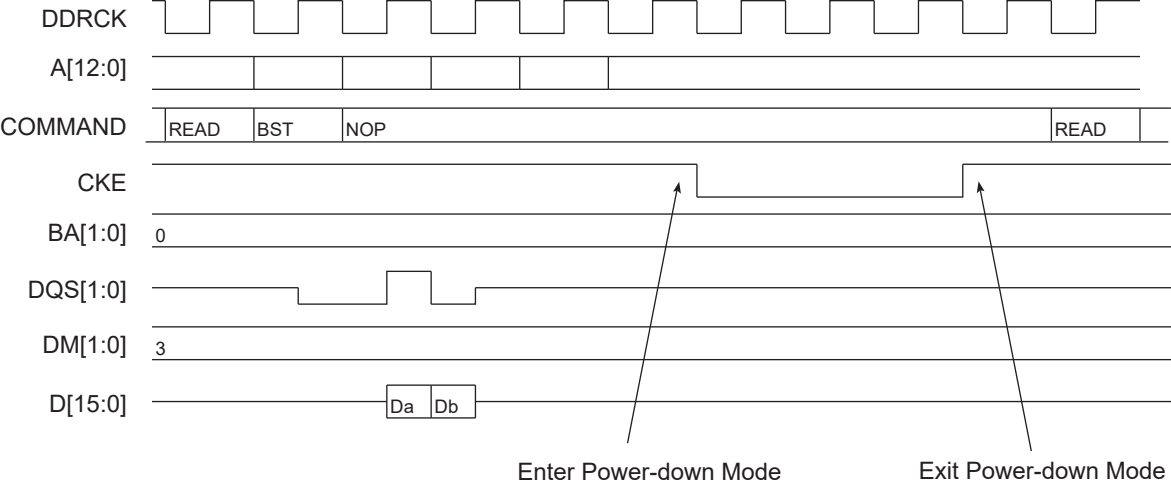 DDRCK
A[12:0]
COMMAND READ BST NOP READ
CKE
BA[1:0] 0
DQS[1:0]
DM[1:0] 3
D[15:0] Da Db
Enter Power-down Mode Exit Power-down Mode